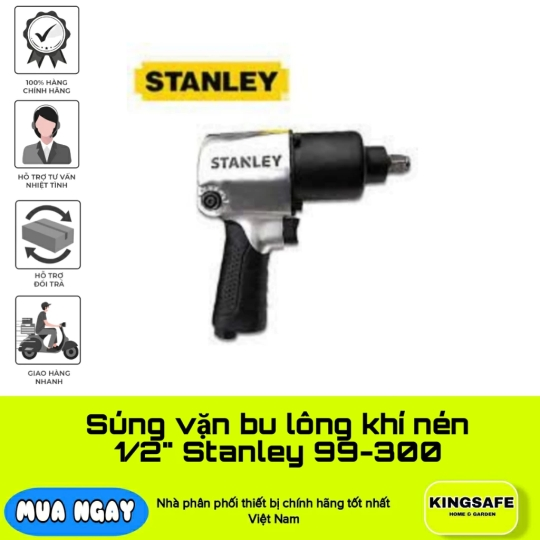 STANLEY
STANLEY
100% HÀNG
CHÍNH HÃNG
HỖ TRỢ TƯ VẤN
NHIỆT TÌNH
HỖ TRỢ
ĐỔI TRẢ
GIAO HÀNG
NHANH
Súng vặn bu lông khí nén
1/2" Stanley 99-300
MUA NGAY
Nhà phân phối thiết bị chính hãng tốt nhất
Việt Nam
KINGSAFE
HOME & GARDEN